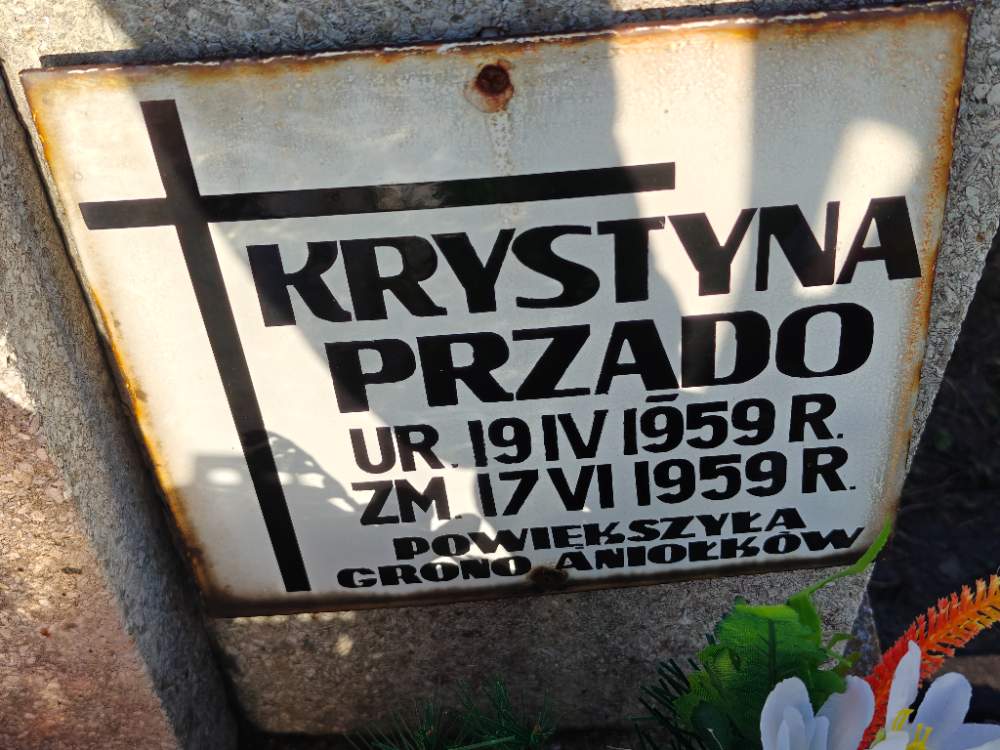 KRYSTYNA
PRZADO
UR. 19 IV 1959 R.
ZM. 17 VI 1959 R.
POWIĘKSZYŁA
GRONO ANIOŁKÓW